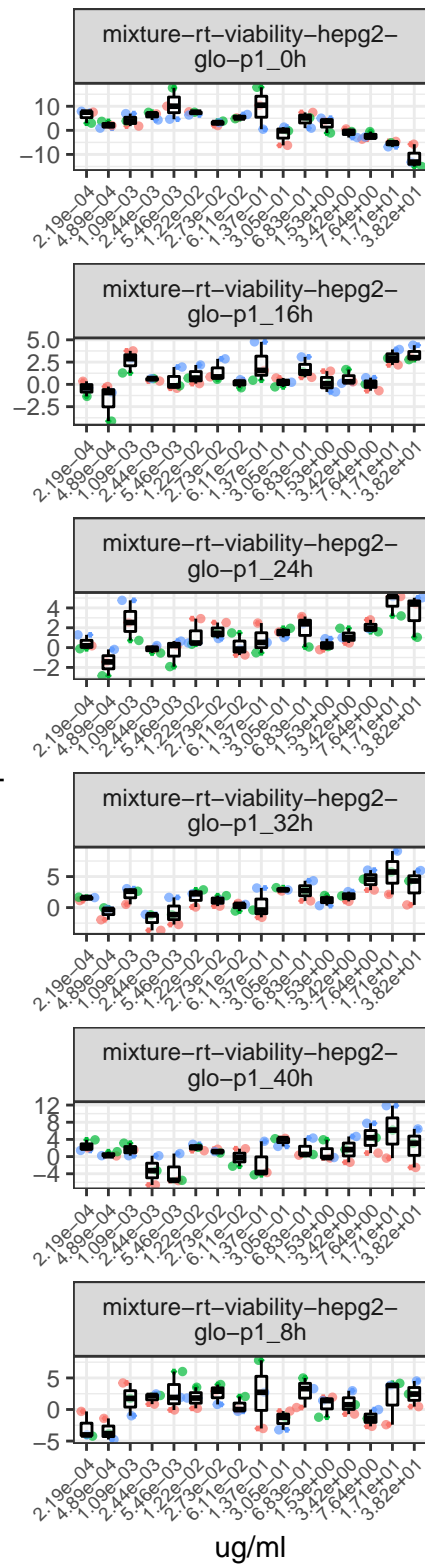 mixture−rt−viability−hepg2−
glo−p1_0h
10
0
−10
2.19e−04
4.89e−04
1.09e−03
2.44e−03
5.46e−03
1.22e−02
2.73e−02
6.11e−02
1.37e−01
3.05e−01
6.83e−01
1.53e+00
3.42e+00
7.64e+00
1.71e+01
3.82e+01
mixture−rt−viability−hepg2−
glo−p1_16h
5.0
2.5
0.0
−2.5
2.19e−04
4.89e−04
1.09e−03
2.44e−03
5.46e−03
1.22e−02
2.73e−02
6.11e−02
1.37e−01
3.05e−01
6.83e−01
1.53e+00
3.42e+00
7.64e+00
1.71e+01
3.82e+01
mixture−rt−viability−hepg2−
glo−p1_24h
4
2
0
−2
2.19e−04
4.89e−04
1.09e−03
2.44e−03
5.46e−03
1.22e−02
2.73e−02
6.11e−02
1.37e−01
3.05e−01
6.83e−01
1.53e+00
3.42e+00
7.64e+00
1.71e+01
3.82e+01
mixture−rt−viability−hepg2−
glo−p1_32h
5
0
2.19e−04
4.89e−04
1.09e−03
2.44e−03
5.46e−03
1.22e−02
2.73e−02
6.11e−02
1.37e−01
3.05e−01
6.83e−01
1.53e+00
3.42e+00
7.64e+00
1.71e+01
3.82e+01
mixture−rt−viability−hepg2−
glo−p1_40h
12
8
4
0
−4
2.19e−04
4.89e−04
1.09e−03
2.44e−03
5.46e−03
1.22e−02
2.73e−02
6.11e−02
1.37e−01
3.05e−01
6.83e−01
1.53e+00
3.42e+00
7.64e+00
1.71e+01
3.82e+01
mixture−rt−viability−hepg2−
glo−p1_8h
5
0
−5
2.19e−04
4.89e−04
1.09e−03
2.44e−03
5.46e−03
1.22e−02
2.73e−02
6.11e−02
1.37e−01
3.05e−01
6.83e−01
1.53e+00
3.42e+00
7.64e+00
1.71e+01
3.82e+01
ug/ml